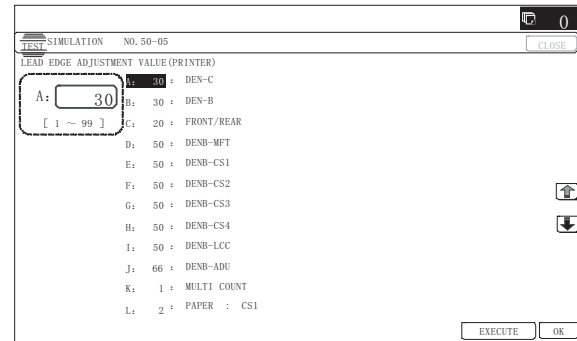 0
TEST SIMULATION NO.50-05
CLOSE
LEAD EDGE ADJUSTMENT VALUE(PRINTER)
A: 30
[ 1 ~ 99 ]
A: 30 : DEN-C
B: 30 : DEN-B
C: 20 : FRONT/REAR
D: 50 : DENB-MFT
E: 50 : DENB-CS1
F: 50 : DENB-CS2
G: 50 : DENB-CS3
H: 50 : DENB-CS4
I: 50 : DENB-LCC
J: 66 : DENB-ADU
K: 1 : MULTI COUNT
L: 2 : PAPER : CS1
EXECUTE OK